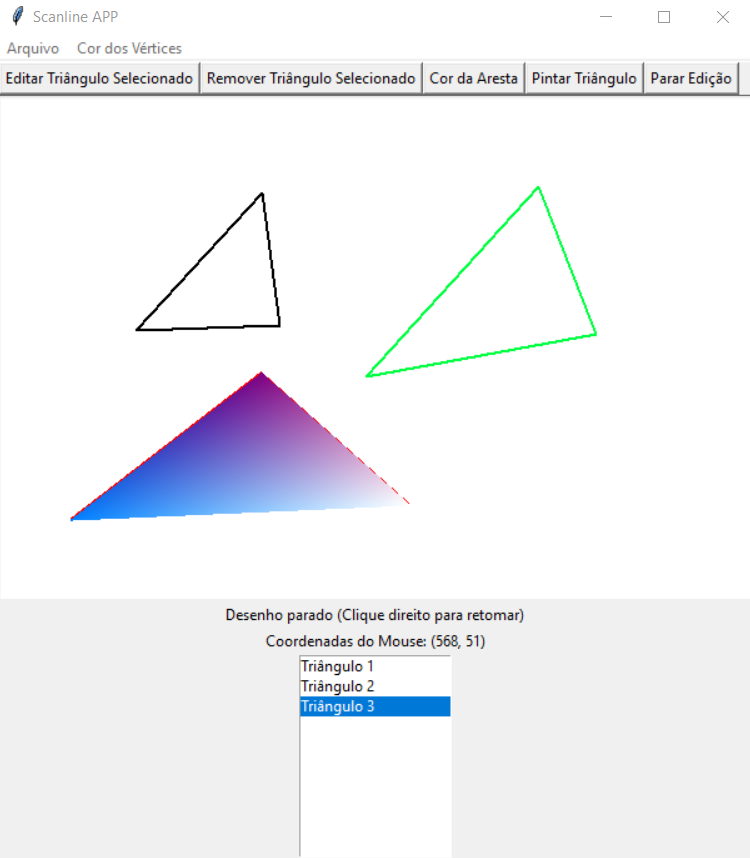 Scanline APP
Arquivo Cor dos Vértices
Editar Triângulo Selecionado Remover Triângulo Selecionado Cor da Aresta Pintar Triângulo Parar Edição
Desenho parado (Clique direito para retomar)
Coordenadas do Mouse: (568, 51)
Triângulo 1
Triângulo 2
Triângulo 3